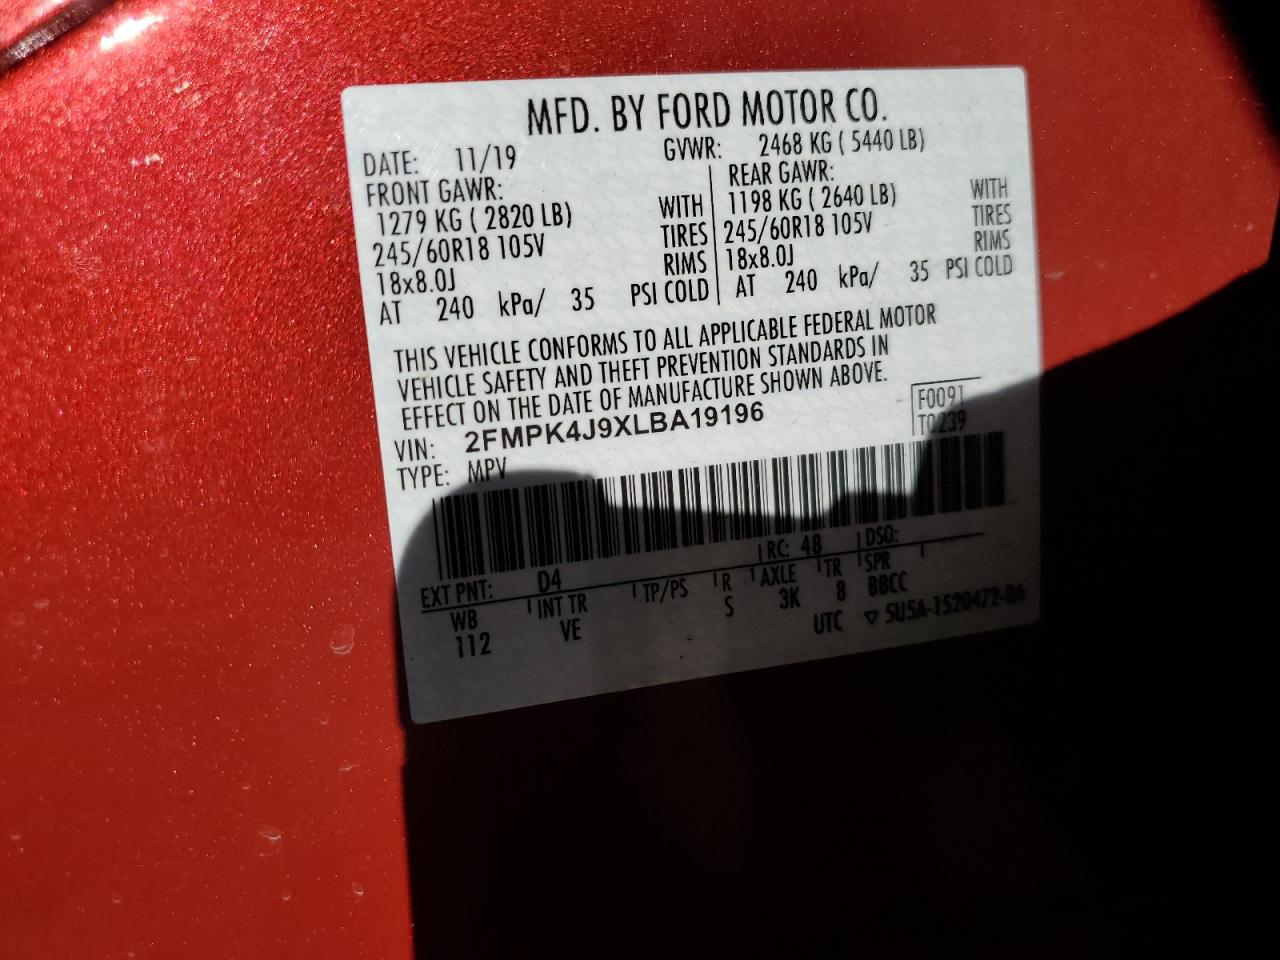 MFD. BY FORD MOTOR CO.
DATE: 11/19 GVWR: 2468 KG ( 5440 LB)
FRONT GAWR: REAR GAWR:
1279 KG ( 2820 LB) WITH 1198 KG ( 2640 LB) WITH
245/60R18 105V TIRES 245/60R18 105V TIRES
18x8.0J RIMS 18x8.0J RIMS
AT 240 kPa/ 35 PSI COLD AT 240 kPa/ 35 PSI COLD
THIS VEHICLE CONFORMS TO ALL APPLICABLE FEDERAL MOTOR
VEHICLE SAFETY AND THEFT PREVENTION STANDARDS IN
EFFECT ON THE DATE OF MANUFACTURE SHOWN ABOVE.
VIN: 2FMPK4J9XLBA19196 F0091
TYPE: MPV T0239
EXT PNT: D4 RC: 48 DSO:
WB INT TR TP/PS R AXLE TR SPR
112 VE S 3K 8 BBCC
UTC ▽ 5U5A-1520472-BA